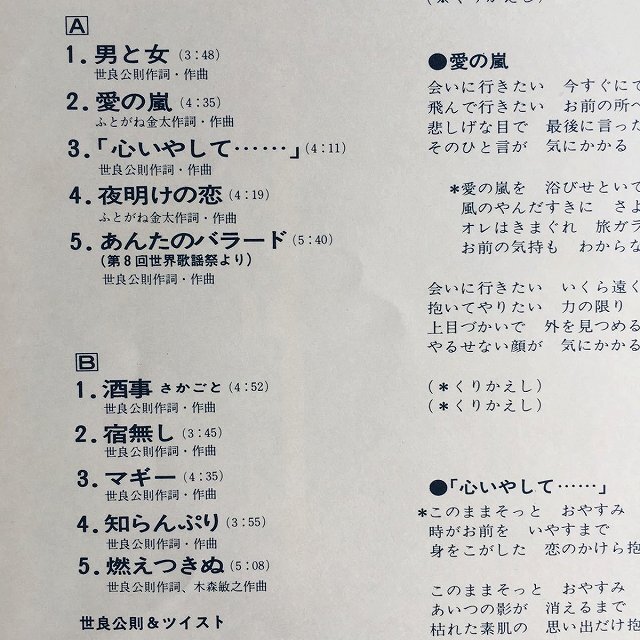 A
1.男と女(3:48)
世良公則作詞・作曲
2.愛の嵐(4:35)
ふとがね金太作詞・作曲
3.「心いやして……」(4:11)
世良公則作詞・作曲
4.夜明けの恋(4:19)
ふとがね金太作詞・作曲
5.あんたのバラード(5:40)
(第8回世界歌謡祭より)
世良公則作詞・作曲
B
1.酒事 さかごと(4:52)
世良公則作詞・作曲
2.宿無し(3:45)
世良公則作詞・作曲
3.マギー(4:35)
世良公則作詞・作曲
4.知らんぷり(3:55)
世良公則作詞・作曲
5.燃えつきぬ(5:08)
世良公則作詞、木森敏之作曲
世良公則&ツイスト
(*くりかえし)
●愛の嵐
会いに行きたい 今すぐにで
飛んで行きたい お前の所へ
悲しげな目で 最後に言った
そのひと言が 気にかかる
*愛の嵐を 浴びせといて
風のやんだすきに さよ
オレはきまぐれ 旅ガラ
お前の気持も わからな
会いに行きたい いくら遠く
抱いてやりたい 力の限り
上目づかいで 外を見つめる
やるせない顔が 気にかかる
(*くりかえし)
(*くりかえし)
●「心いやして……」
*このままそっと おやすみ
時がお前を いやすまで
身をこがした 恋のかけら抱
このままそっと おやすみ
あいつの影が 消えるまで
枯れた素肌の 思い出だけ抱